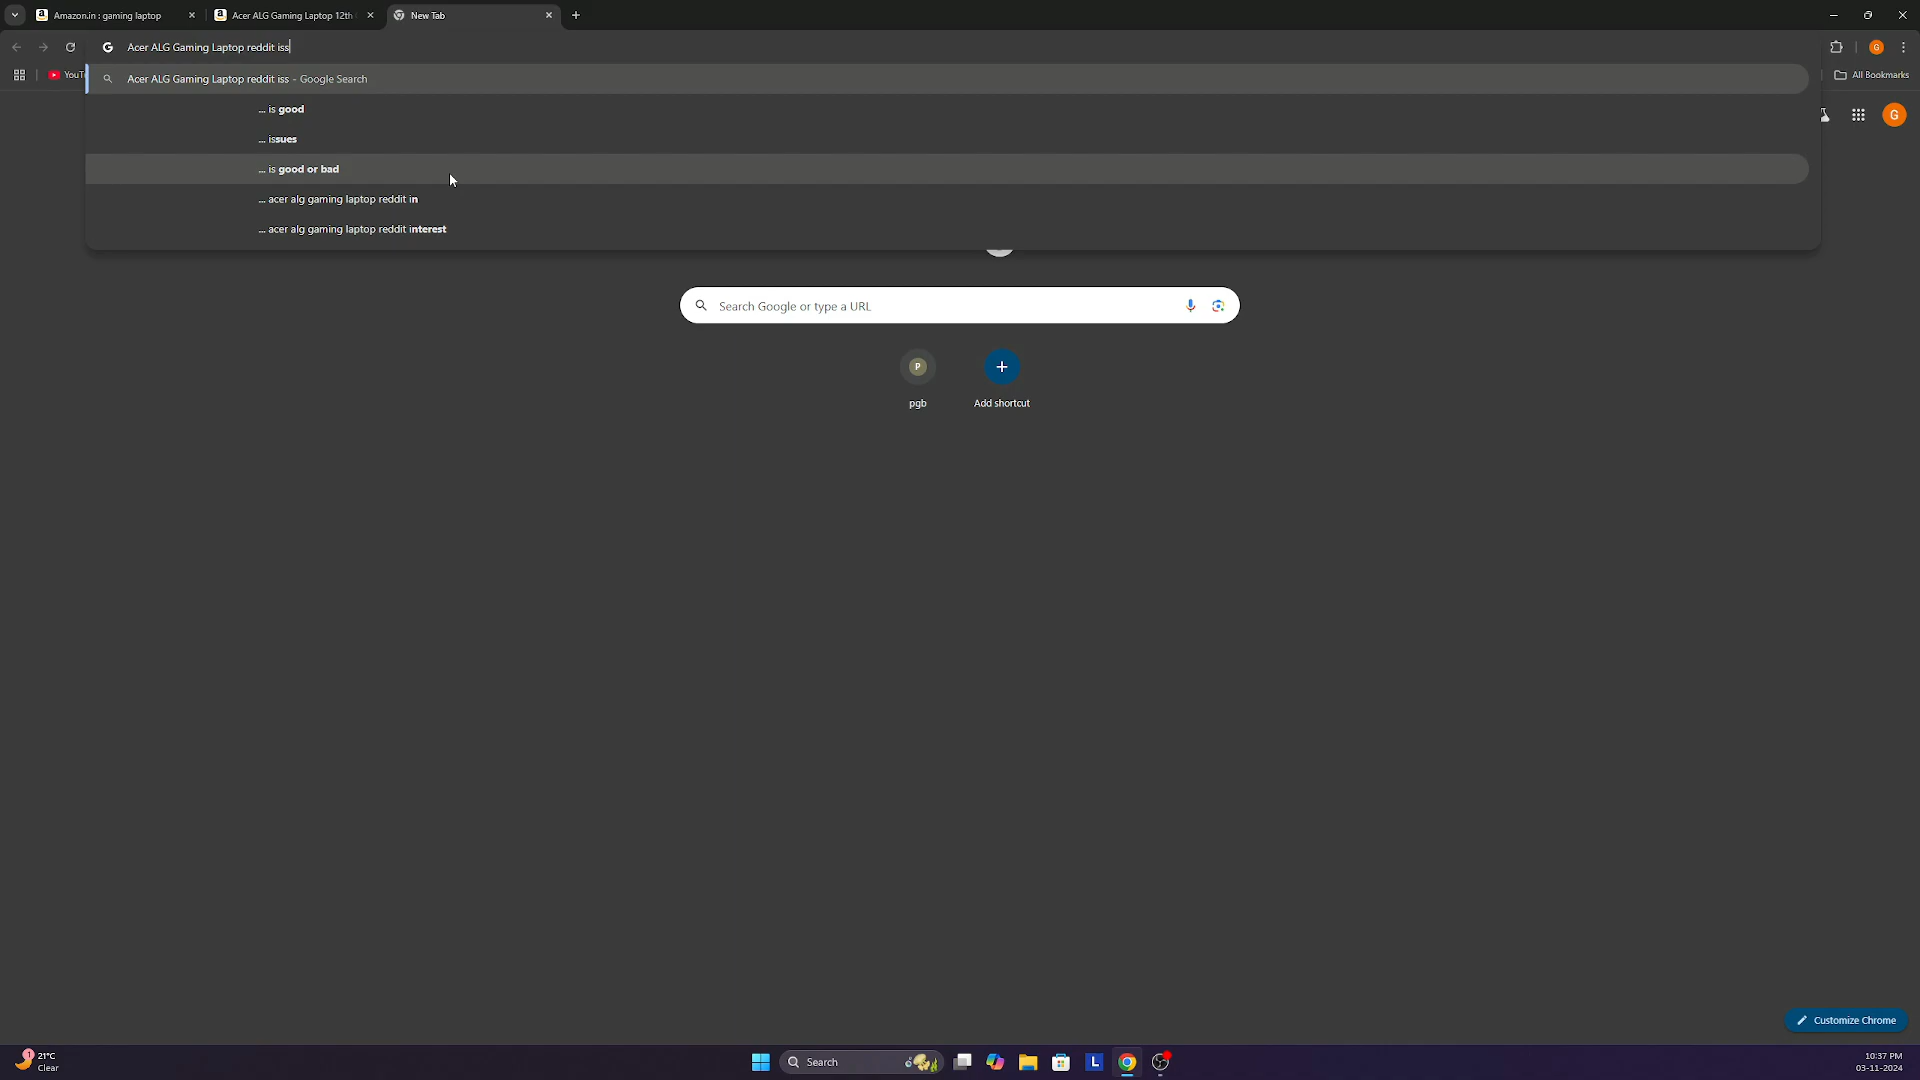 Amazon.in : gaming laptop
Acer ALG Gaming Laptop 12th
New Tab
Acer ALG Gaming Laptop reddit iss
YouT
All Bookmarks
Acer ALG Gaming Laptop reddit iss - Google Search
... is good
... issues
... is good or bad
... acer alg gaming laptop reddit in
... acer alg gaming laptop reddit interest
G
Search Google or type a URL
P
pgb
Add shortcut
Customize Chrome
1
21°C
Clear
Search
L
10:37 PM
03-11-2024